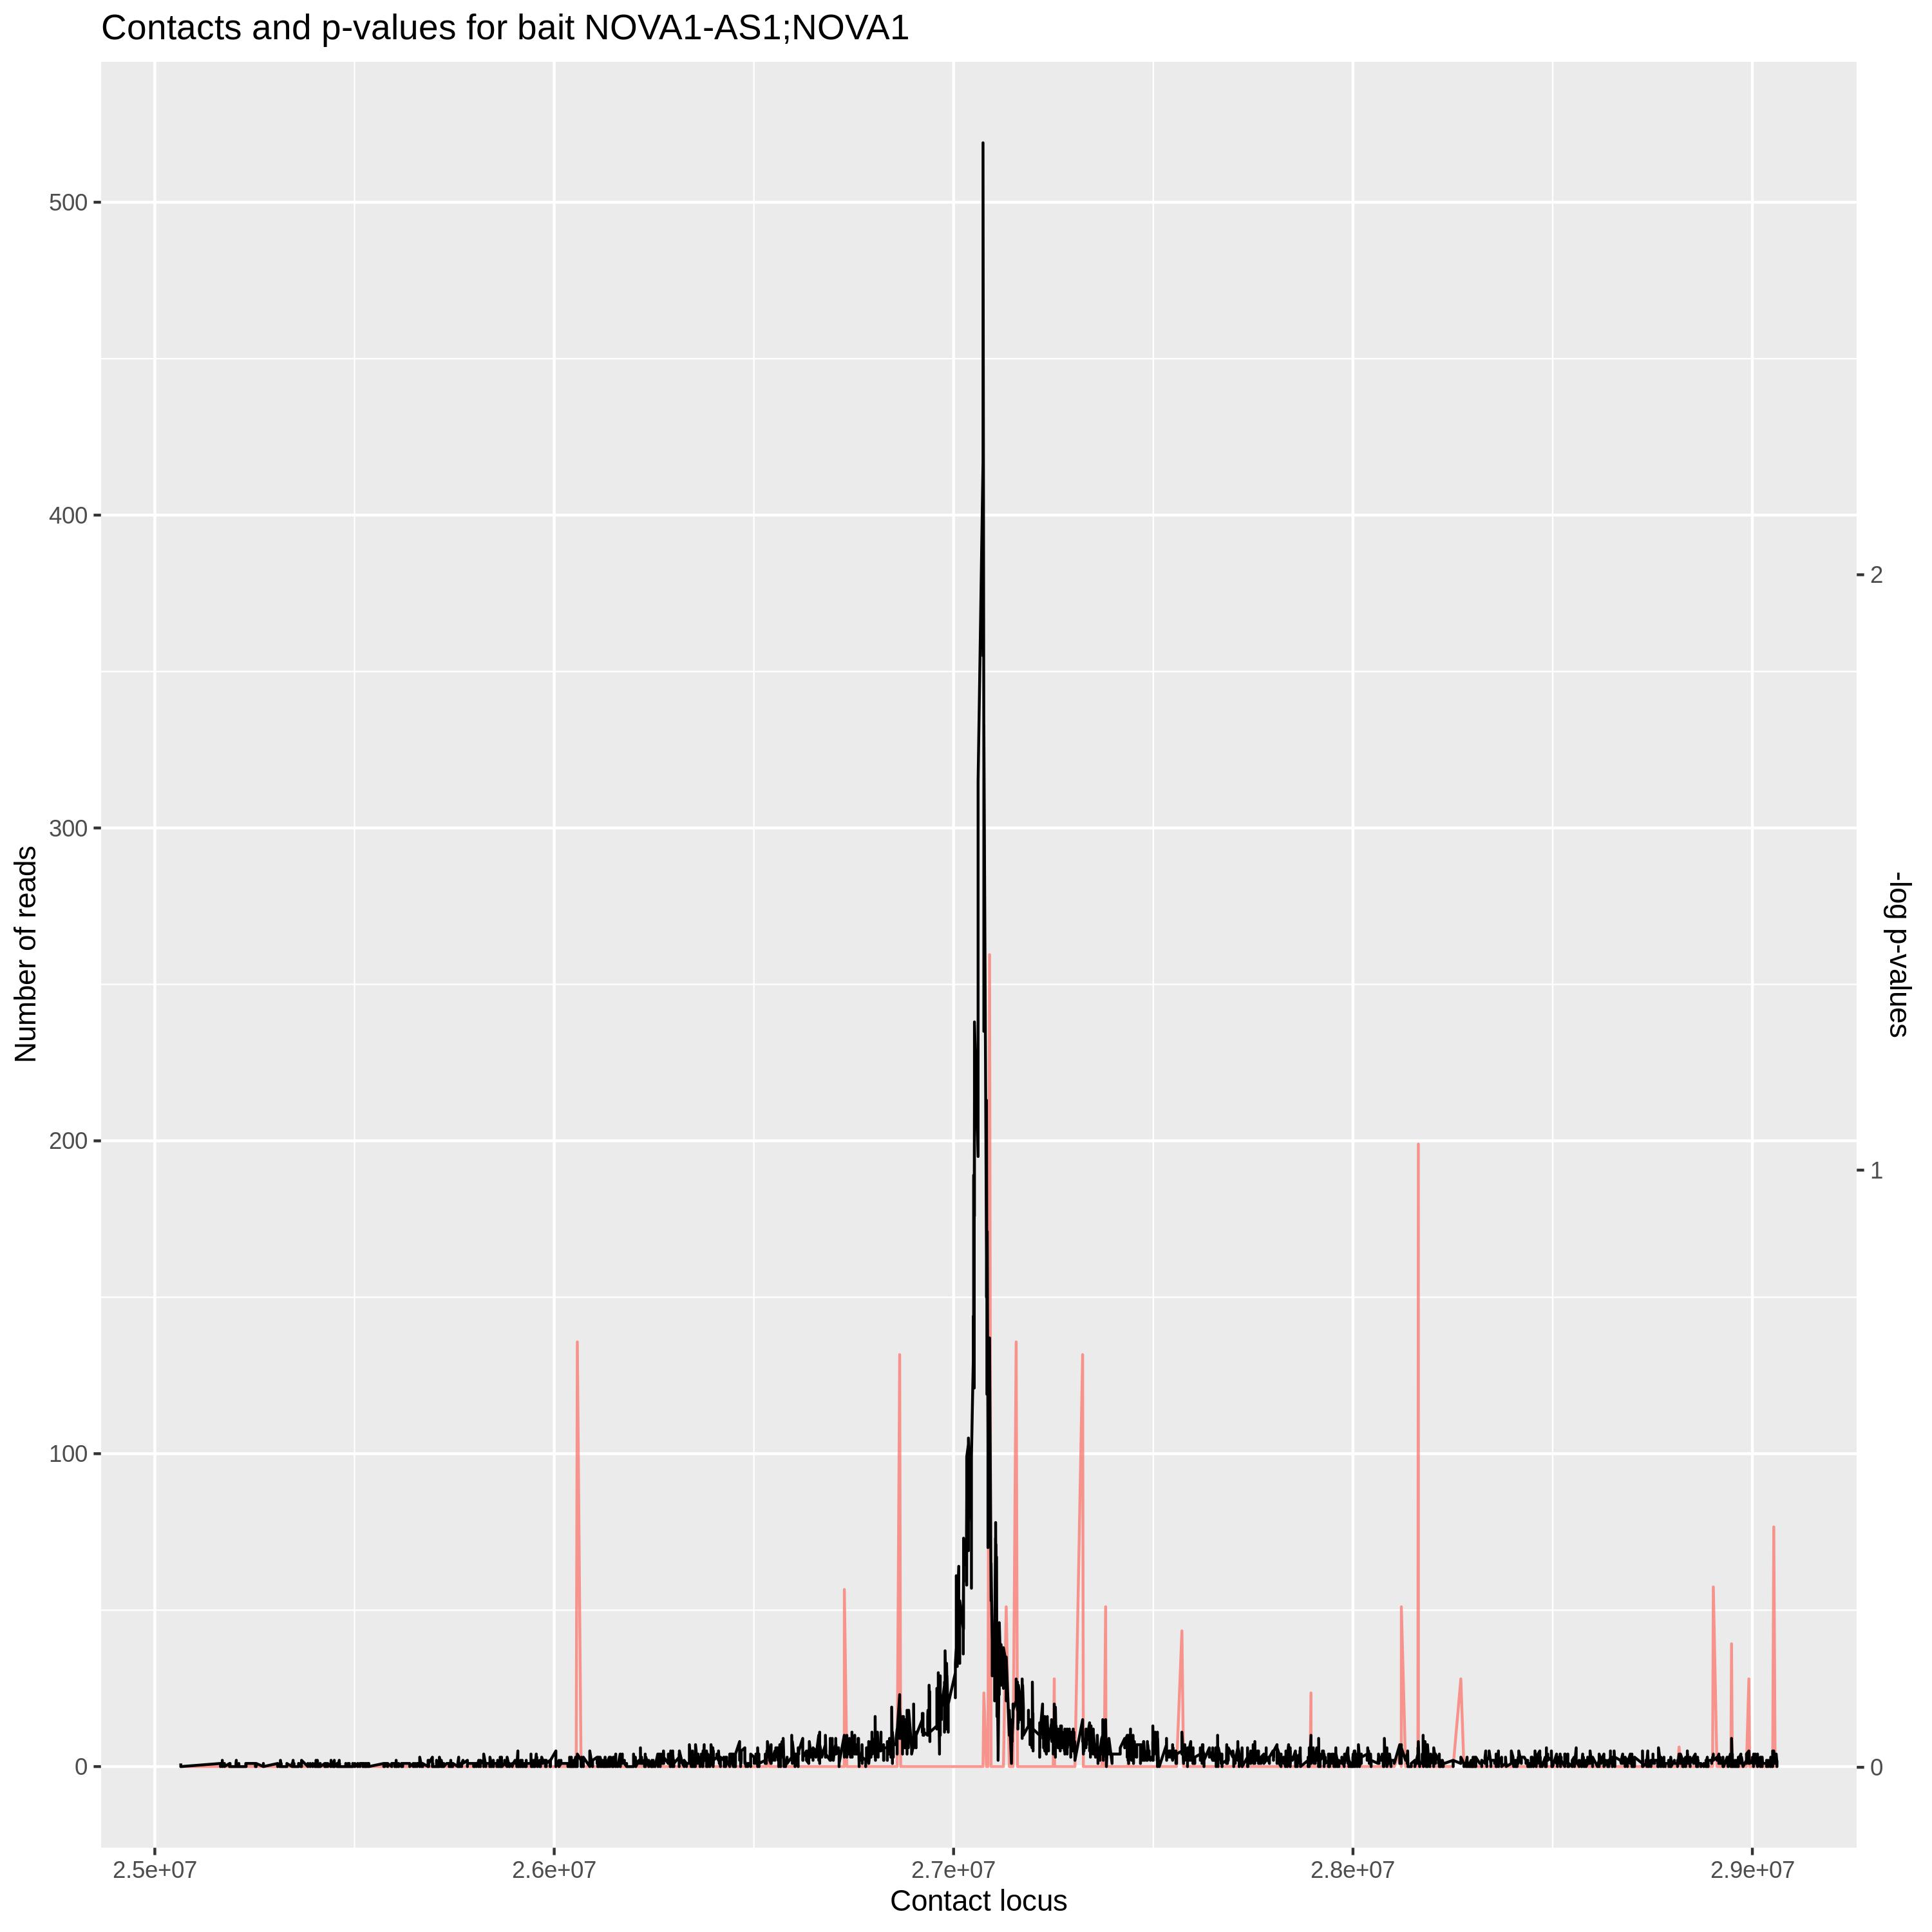 Contacts and p-values for bait NOVA1-AS1;NOVA1
500
400
300
200
100
0
Number of reads
2
1
0
-log p-values
2.5e+07
2.6e+07
2.7e+07
2.8e+07
2.9e+07
Contact locus